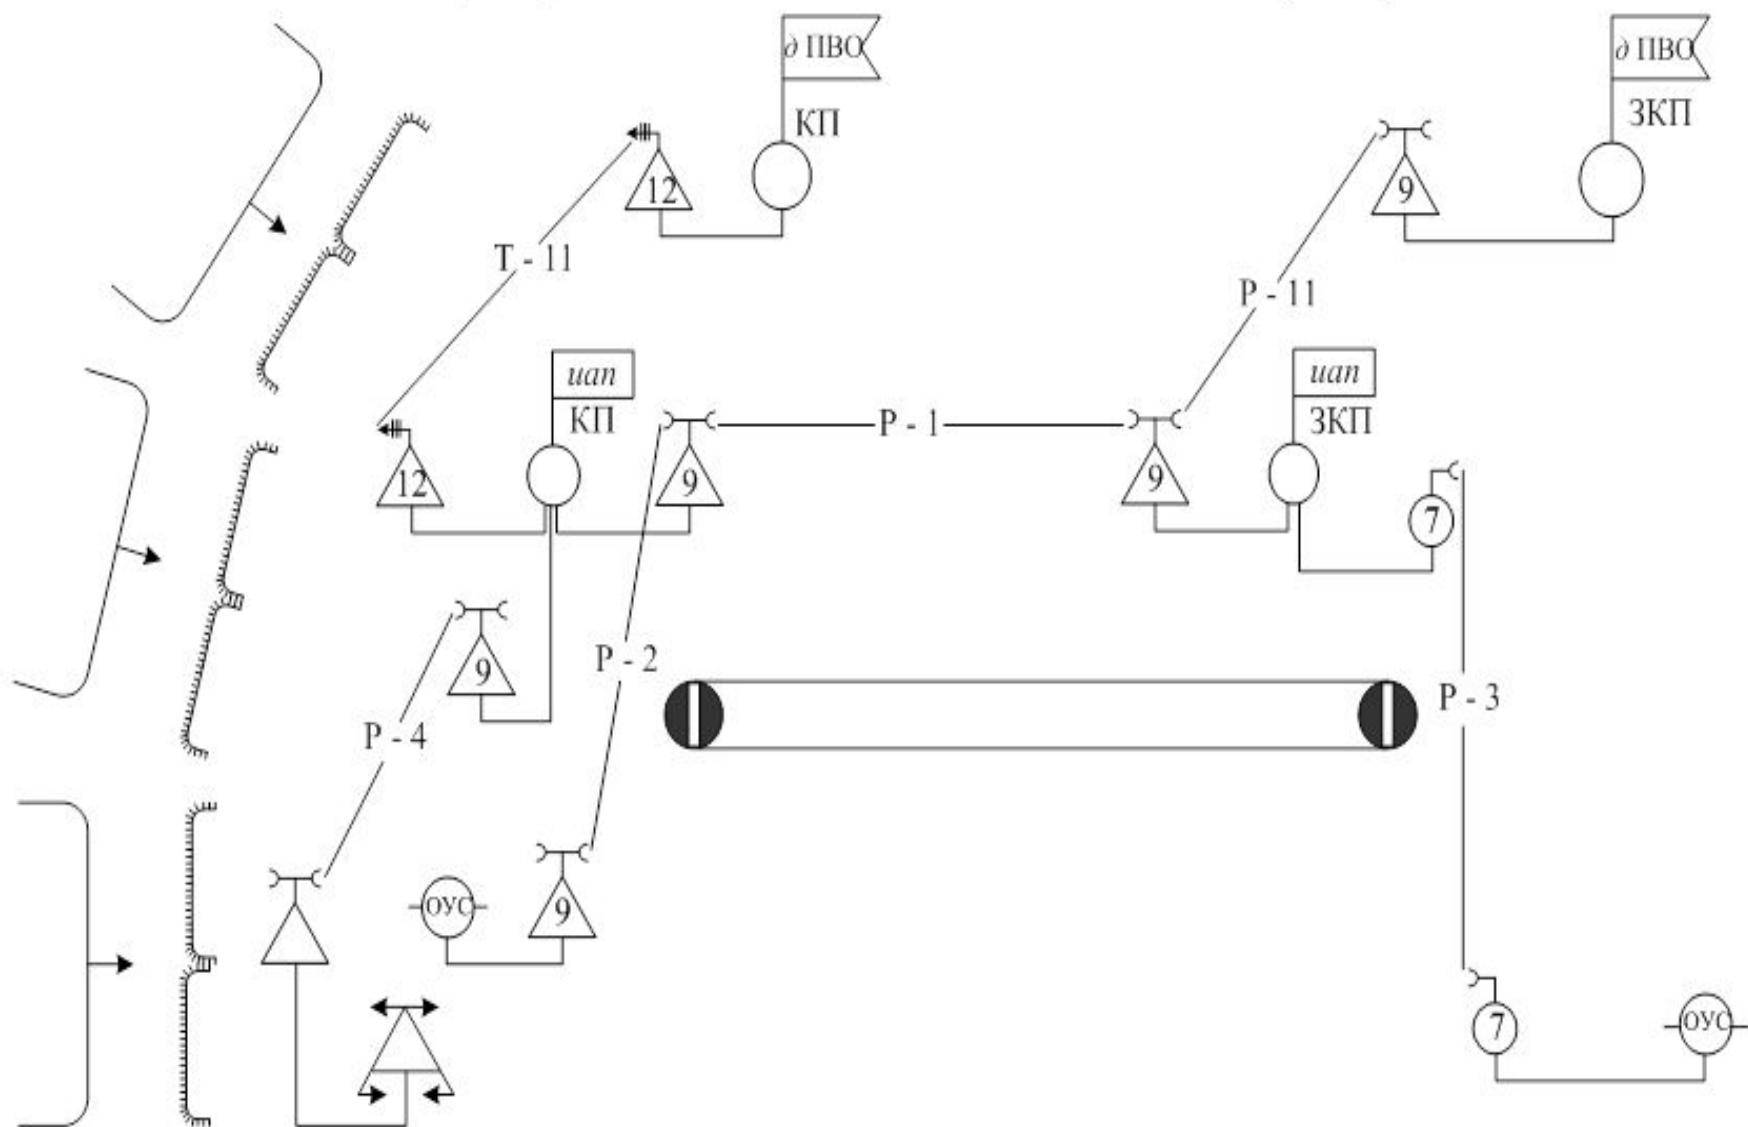 д ПВО
д ПВО
КП
ЗКП
12
9
Т - 11
Р - 11
иап
иап
КП
ЗКП
Р - 1
12
9
9
7
9
Р - 2
Р - 3
Р - 4
ОУС
9
7
ОУС